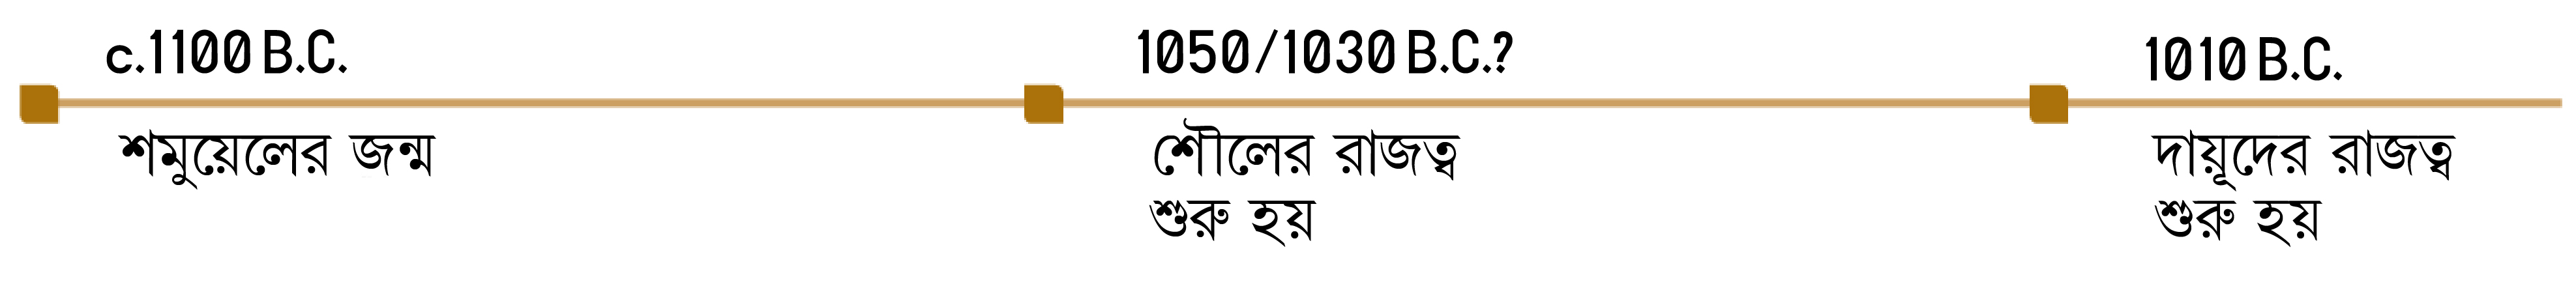 c.1100 B.C.
শমুয়েলের জন্ম
1050/1030 B.C.?
শৌলের রাজত্ব
শুরু হয়
1010 B.C.
দায়ূদের রাজত্ব
শুরু হয়